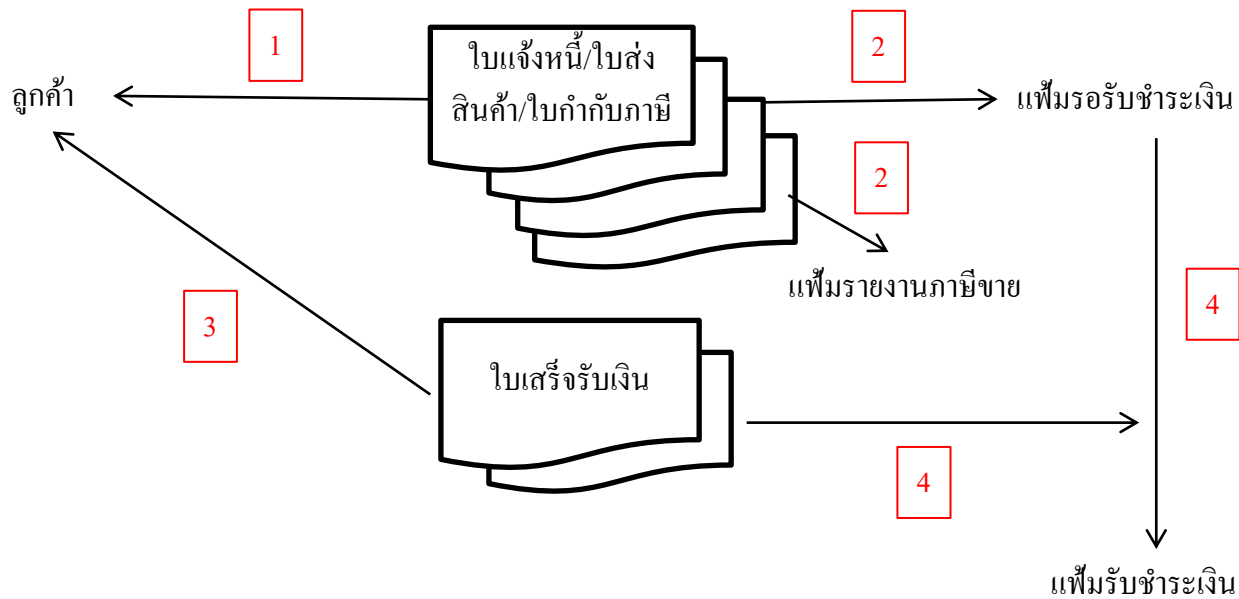 1
ใบแจ้งหนี้/ใบส่ง
สินค้า/ใบกำกับภาษี
2
ลูกค้า
แฟ้มรอรับชำระเงิน
2
แฟ้มรายงานภาษีขาย
3
4
ใบเสร็จรับเงิน
4
แฟ้มรับชำระเงิน